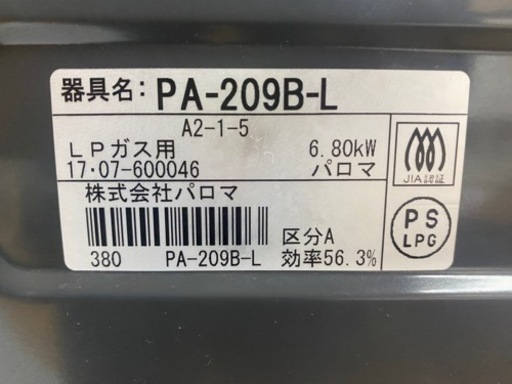 器具名: PA-209B-L
A2-1-5
LPガス用 6.80kW
17・07-600046 パロマ
JIA認証
株式会社パロマ
PS
LPG
区分A
380 PA-209B-L 効率56.3%